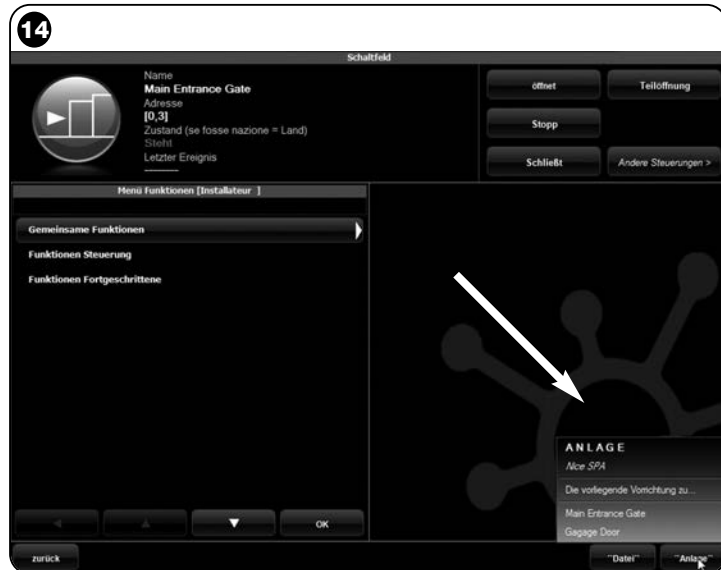 14
Schaltfeld
Name
Main Entrance Gate
Adresse
[0,3]
Zustand (se fosse nazione = Land)
Steht
Letzter Ereignis
--------
öffnet
Teilöffnung
Stopp
Schließt
Andere Steuerungen >
Menü Funktionen [Installateur ]
Gemeinsame Funktionen
Funktionen Steuerung
Funktionen Fortgeschrittene
OK
ANLAGE
Nice SPA
Die vorliegende Vorrichtung zu...
Main Entrance Gate
Gagage Door
zurück
"Datei"
"Anlage"